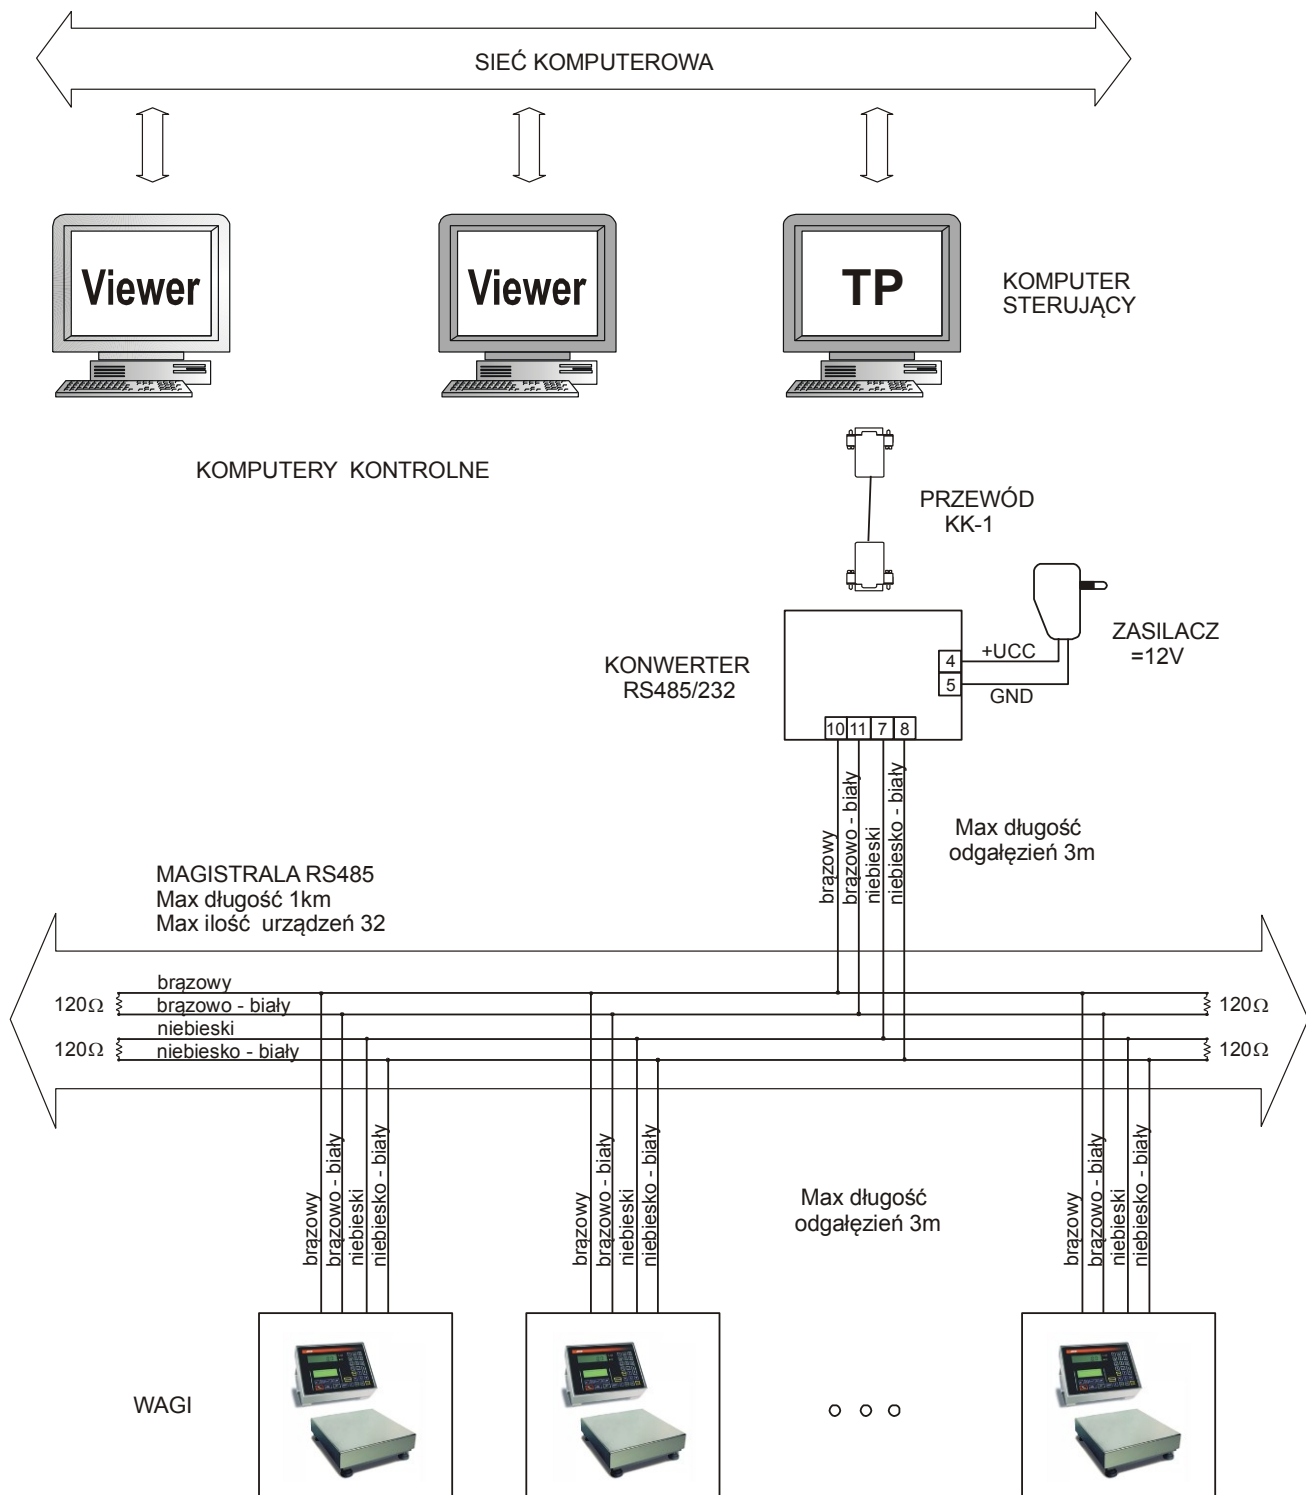 SIEĆ KOMPUTEROWA
Viewer
Viewer
TP
KOMPUTER
STERUJĄCY
KOMPUTERY KONTROLNE
PRZEWÓD
KK-1
ZASILACZ
=12V
KONWERTER
RS485/232
4
+UCC
5
GND
10 11 7 8
brązowy
brązowo - biały
niebieski
niebiesko - biały
Max długość
odgałęzień 3m
MAGISTRALA RS485
Max długość 1km
Max ilość urządzeń 32
brązowy
120Ω
brązowo - biały
120Ω
niebieski
120Ω
niebiesko - biały
120Ω
brązowy
brązowo - biały
niebieski
niebiesko - biały
brązowy
brązowo - biały
niebieski
niebiesko - biały
Max długość
odgałęzień 3m
brązowy
brązowo - biały
niebieski
niebiesko - biały
WAGI